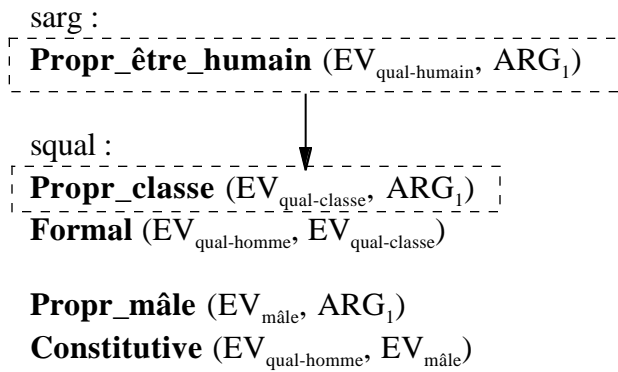 sarg :
Propr_être_humain (EVqual-humain, ARG1)
squal :
Propr_classe (EVqual-classe, ARG1)
Formal (EVqual-homme, EVqual-classe)
Propr_mâle (EVmâle, ARG1)
Constitutive (EVqual-homme, EVmâle)